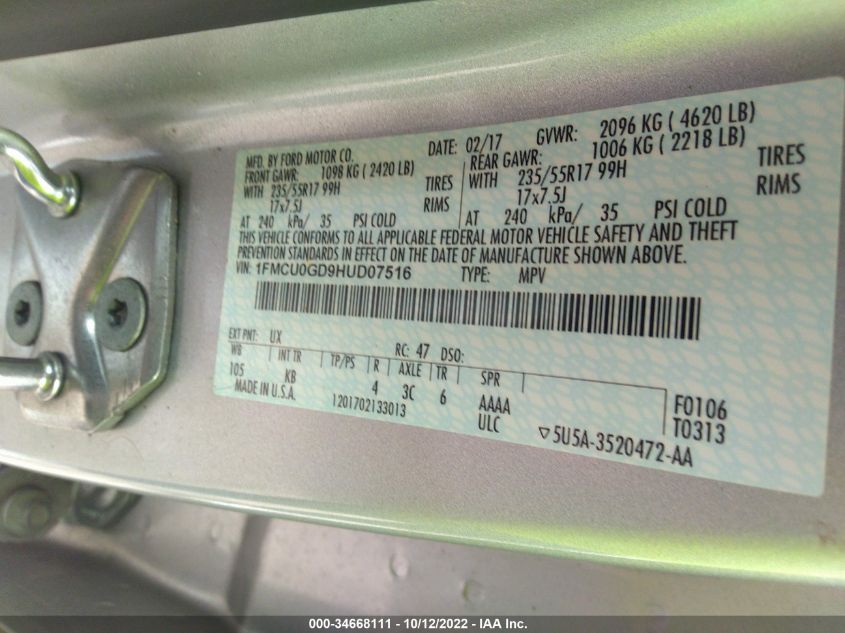 MFD. BY FORD MOTOR CO. DATE: 02/17 GVWR: 2096 KG ( 4620 LB)
FRONT GAWR: 1098 KG ( 2420 LB) REAR GAWR: 1006 KG ( 2218 LB)
WITH 235/55R17 99H TIRES WITH 235/55R17 99H TIRES
17x7.5J RIMS 17x7.5J RIMS
AT 240 kPa/ 35 PSI COLD AT 240 kPa/ 35 PSI COLD
THIS VEHICLE CONFORMS TO ALL APPLICABLE FEDERAL MOTOR VEHICLE SAFETY AND THEFT
PREVENTION STANDARDS IN EFFECT ON THE DATE OF MANUFACTURE SHOWN ABOVE.
VIN: 1FMCU0GD9HUD07516 TYPE: MPV
EXT PNT: UX RC: 47 DSO:
WB INT TR TP/PS R AXLE TR SPR
105 KB 4 3C 6 AAAA F0106
MADE IN U.S.A. 1201702133013 ULC ▽5U5A-3520472-AA T0313
000-34668111 - 10/12/2022 - IAA Inc.